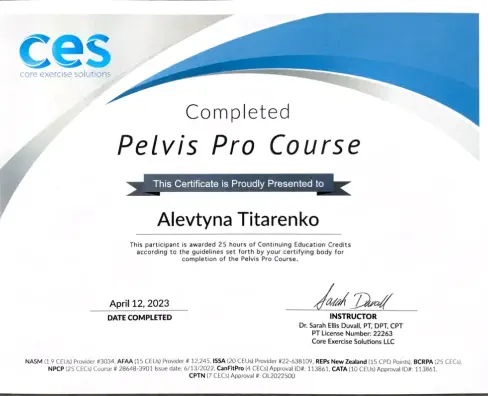 ces
core exercise solutions
Completed
Pelvis Pro Course
This Certificate is Proudly Presented to
Alevtyna Titarenko
This participant is awarded 25 hours of Continuing Education Credits
according to the guidelines set forth by your certifying body for
completion of the Pelvis Pro Course.
April 12, 2023
DATE COMPLETED
Sarah Duvall
INSTRUCTOR
Dr. Sarah Ellis Duvall, PT, DPT, CPT
PT License Number: 22263
Core Exercise Solutions LLC
NASM (1.9 CEUs) Provider #3034, AFAA (15 CEUs) Provider # 12,245, ISSA (20 CEUs) Provider #22-638109, REPs New Zealand (15 CPD Points), BCRPA (25 CECs),
NPCP (25 CECs) Course # 28648-3901 Issue date: 6/13/2022, CanFitPro (4 CECs) Approval ID#: 113861, CATA (10 CEUs) Approval ID#: 113861,
CPTN (7 CECs) Approval #: OL2022500